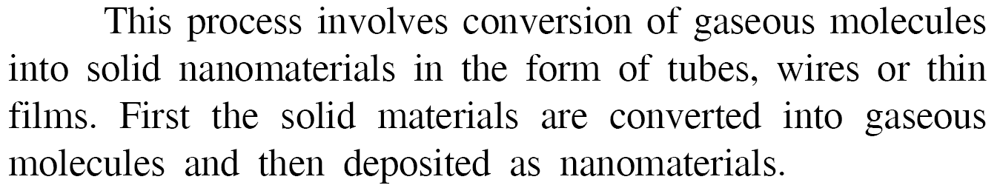 This process involves conversion of gaseous molecules
into solid nanomaterials in the form of tubes, wires or thin
films. First the solid materials are converted into gaseous
molecules and then deposited as nanomaterials.